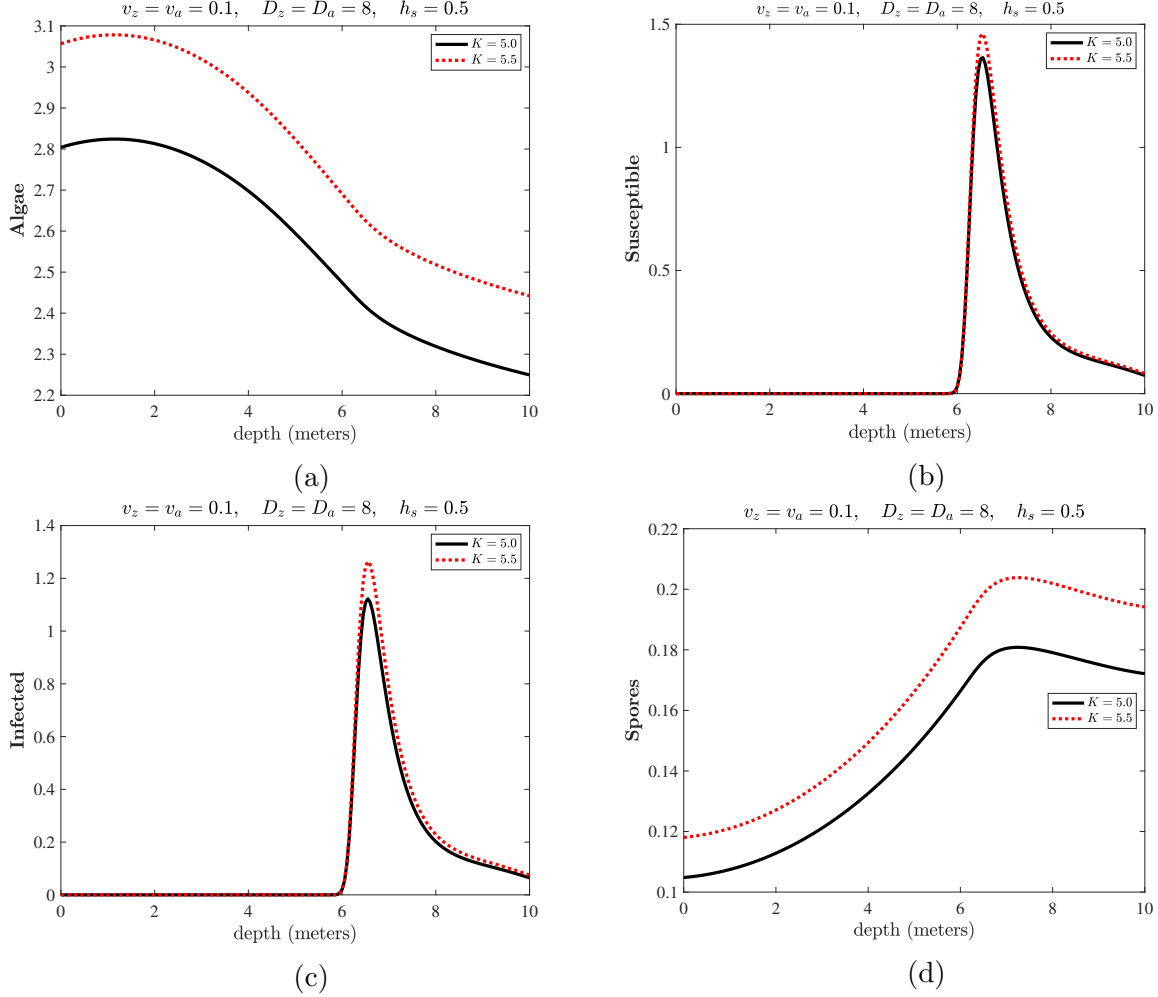 v_z = v_a = 0.1, D_z = D_a = 8, h_s = 0.5
K = 5.0
K = 5.5
Algae
3.1
3
2.9
2.8
2.7
2.6
2.5
2.4
2.3
2.2
0 2 4 6 8 10
depth (meters)
(a)
v_z = v_a = 0.1, D_z = D_a = 8, h_s = 0.5
K = 5.0
K = 5.5
Susceptible
1.5
1
0.5
0
0 2 4 6 8 10
depth (meters)
(b)
v_z = v_a = 0.1, D_z = D_a = 8, h_s = 0.5
K = 5.0
K = 5.5
Infected
1.4
1.2
1
0.8
0.6
0.4
0.2
0
0 2 4 6 8 10
depth (meters)
(c)
v_z = v_a = 0.1, D_z = D_a = 8, h_s = 0.5
K = 5.0
K = 5.5
Spores
0.22
0.2
0.18
0.16
0.14
0.12
0.1
0 2 4 6 8 10
depth (meters)
(d)